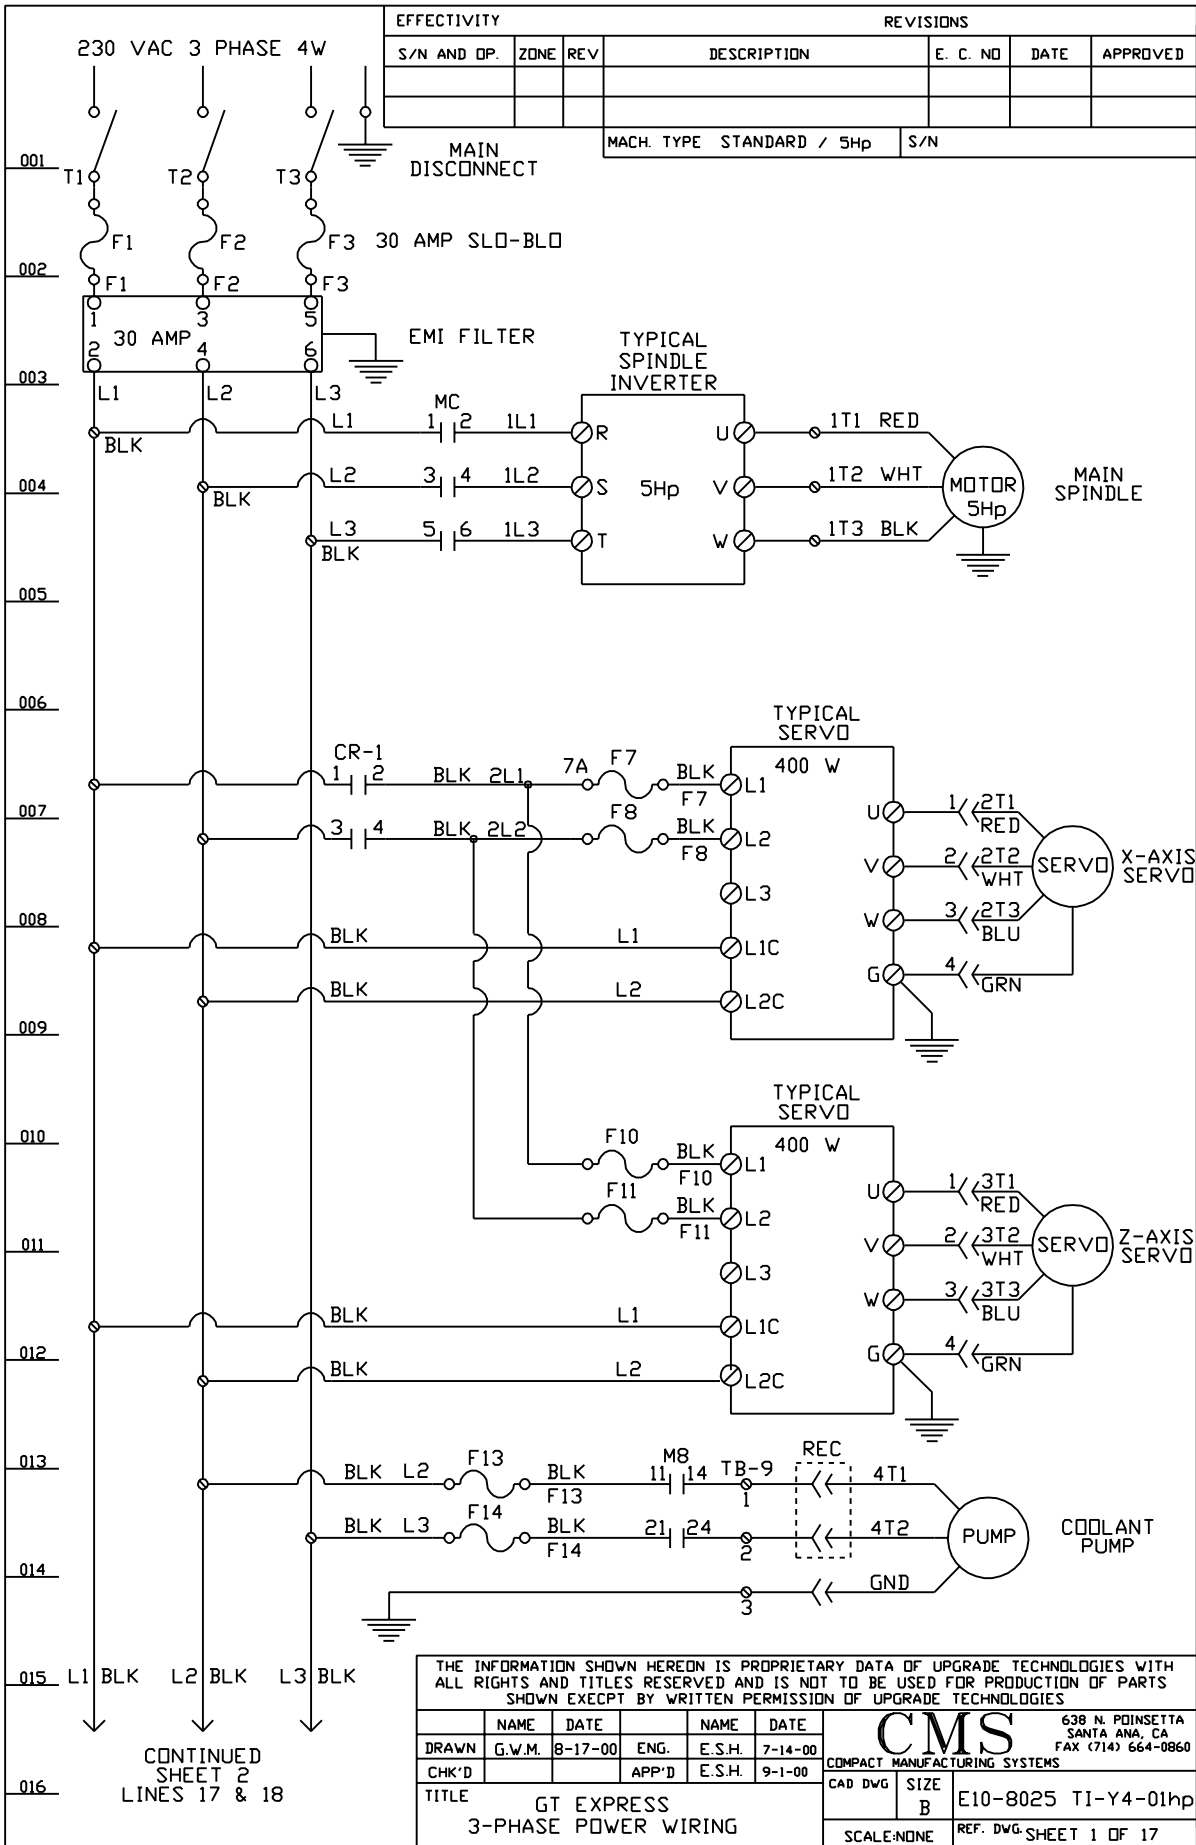 EFFECTIVITY REVISIONS
S/N AND OP. ZONE REV DESCRIPTION E. C. NO DATE APPROVED
MACH. TYPE STANDARD / 5Hp S/N
230 VAC 3 PHASE 4W
MAIN
DISCONNECT
001
T1 T2 T3
F1 F2 F3 30 AMP SLO-BLO
002
F1 F2 F3
1 3 5
30 AMP
2 4 6
EMI FILTER
003
L1 L2 L3
TYPICAL
SPINDLE
INVERTER
MC
L1 1 2 1L1 R U 1T1 RED
BLK
004
L2 3 4 1L2 S 5Hp V 1T2 WHT
BLK
MOTOR
5Hp
MAIN
SPINDLE
L3 5 6 1L3 T W 1T3 BLK
BLK
005
006
TYPICAL
SERVO
400 W
CR-1
1 2 BLK 2L1 7A F7 BLK L1
F7
007
3 4 BLK 2L2 F8 BLK L2
F8
L3
U 1 2T1
RED
V 2 2T2
WHT
SERVO
X-AXIS
SERVO
W 3 2T3
BLU
G 4 GRN
008
BLK L1 L1C
BLK L2 L2C
009
TYPICAL
SERVO
400 W
010
F10 BLK L1
F10
F11 BLK L2
F11
L3
U 1 3T1
RED
V 2 3T2
WHT
SERVO
Z-AXIS
SERVO
W 3 3T3
BLU
G 4 GRN
011
BLK L1 L1C
012
BLK L2 L2C
013
BLK L2 F13 BLK M8 11 14 TB-9 REC 4T1
F13 1
BLK L3 F14 BLK 21 24 4T2
F14 2
PUMP
COOLANT
PUMP
014
GND
3
015
L1 BLK L2 BLK L3 BLK
CONTINUED
SHEET 2
LINES 17 & 18
016
THE INFORMATION SHOWN HEREON IS PROPRIETARY DATA OF UPGRADE TECHNOLOGIES WITH
ALL RIGHTS AND TITLES RESERVED AND IS NOT TO BE USED FOR PRODUCTION OF PARTS
SHOWN EXECPT BY WRITTEN PERMISSION OF UPGRADE TECHNOLOGIES
NAME DATE NAME DATE
DRAWN G.W.M. 8-17-00 ENG. E.S.H. 7-14-00
CHK'D APP'D E.S.H. 9-1-00
TITLE
GT EXPRESS
3-PHASE POWER WIRING
CMS
COMPACT MANUFACTURING SYSTEMS
638 N. POINSETTA
SANTA ANA, CA
FAX (714) 664-0860
CAD DWG SIZE
B
E10-8025 TI-Y4-01hp
SCALE:NONE REF. DWG. SHEET 1 OF 17